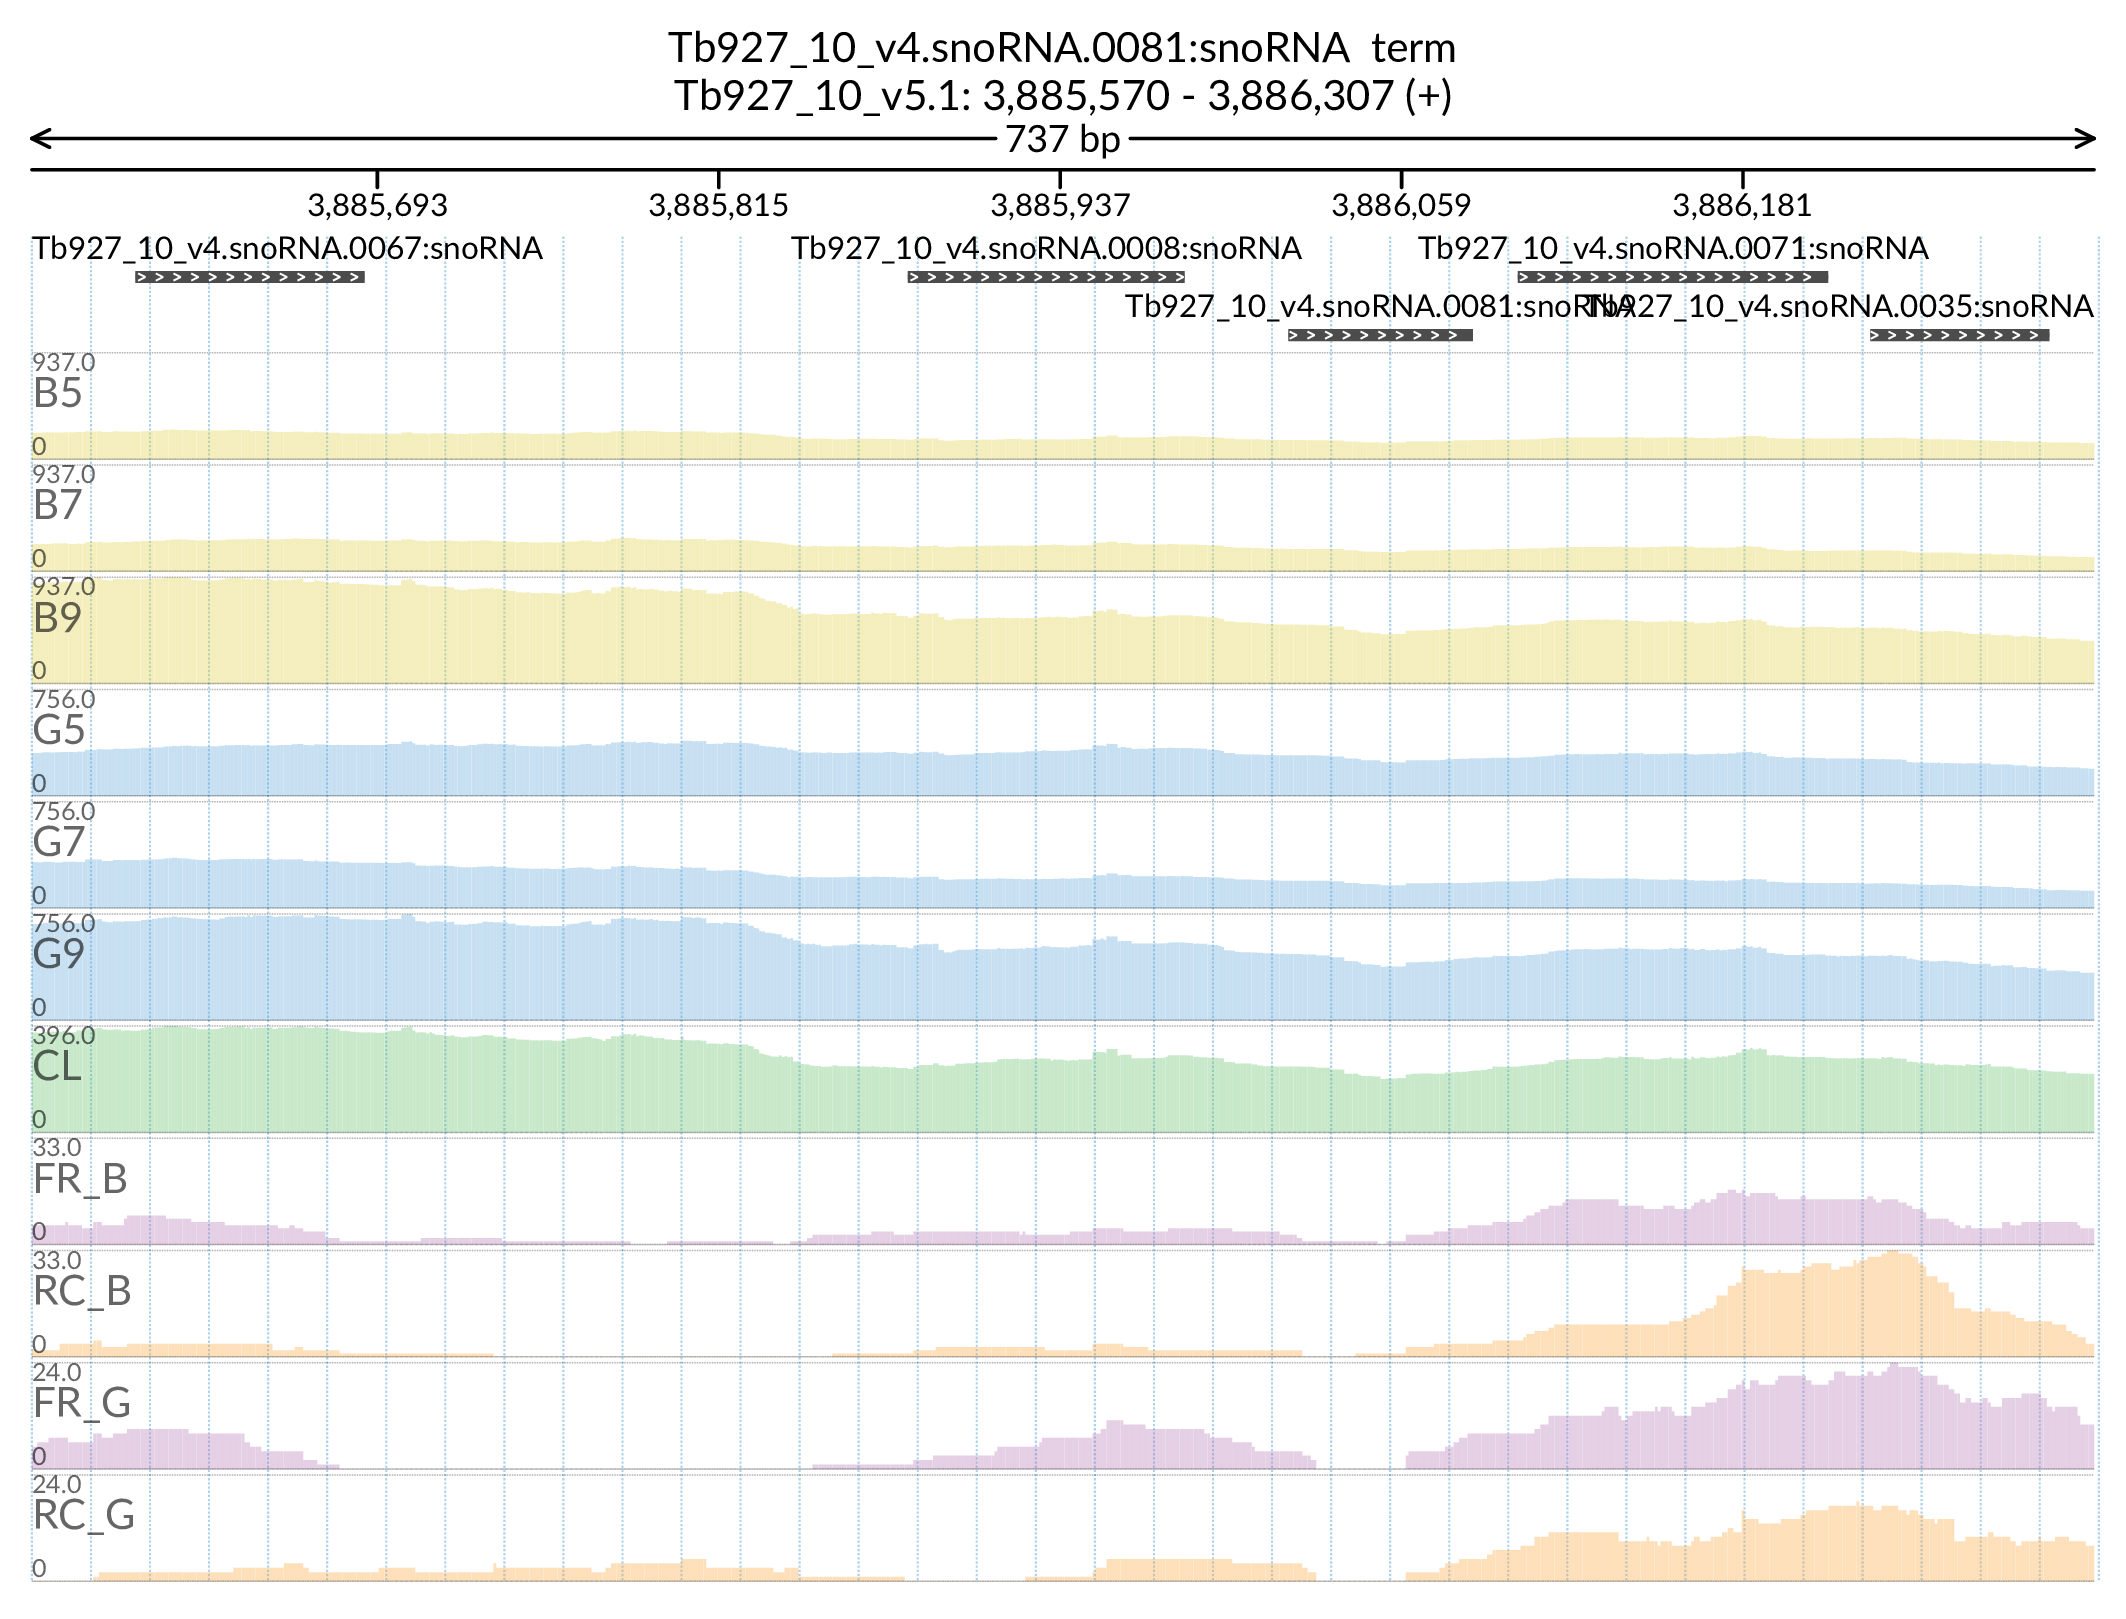 Tb927_10_v4.snoRNA.0081:snoRNA  term
Tb927_10_v5.1: 3,885,570 - 3,886,307 (+)
737 bp
3,885,693 3,885,815 3,885,937 3,886,059 3,886,181
Tb927_10_v4.snoRNA.0067:snoRNA Tb927_10_v4.snoRNA.0008:snoRNA Tb927_10_v4.snoRNA.0071:snoRNA
Tb927_10_v4.snoRNA.0081:snoRNA Tb927_10_v4.snoRNA.0035:snoRNA
937.0
B5
0
937.0
B7
0
937.0
B9
0
756.0
G5
0
756.0
G7
0
756.0
G9
0
396.0
CL
0
33.0
FR_B
0
33.0
RC_B
0
24.0
FR_G
0
24.0
RC_G
0